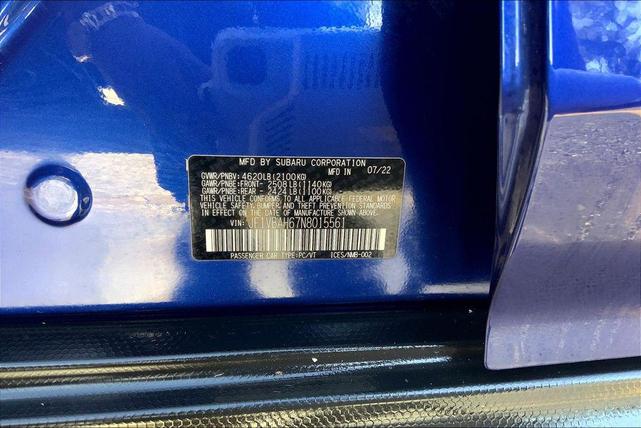 MFD BY SUBARU CORPORATION
GVWR/PNBV: 4620LB(2100KG) MFD IN 07/22
GAWR/PNBE:FRONT- 2508LB(1140KG)
GAWR/PNBE:REAR - 2424LB(1100KG)
THIS VEHICLE CONFORMS TO ALL APPLICABLE FEDERAL MOTOR
VEHICLE SAFETY,BUMPER, AND THEFT PREVENTION STANDARDS
IN EFFECT ON THE DATE OF MANUFACTURE SHOWN ABOVE.
VIN: JF1VBAH67N8015561
PASSENGER CAR TYPE:PC/VT ICES/NMB-002